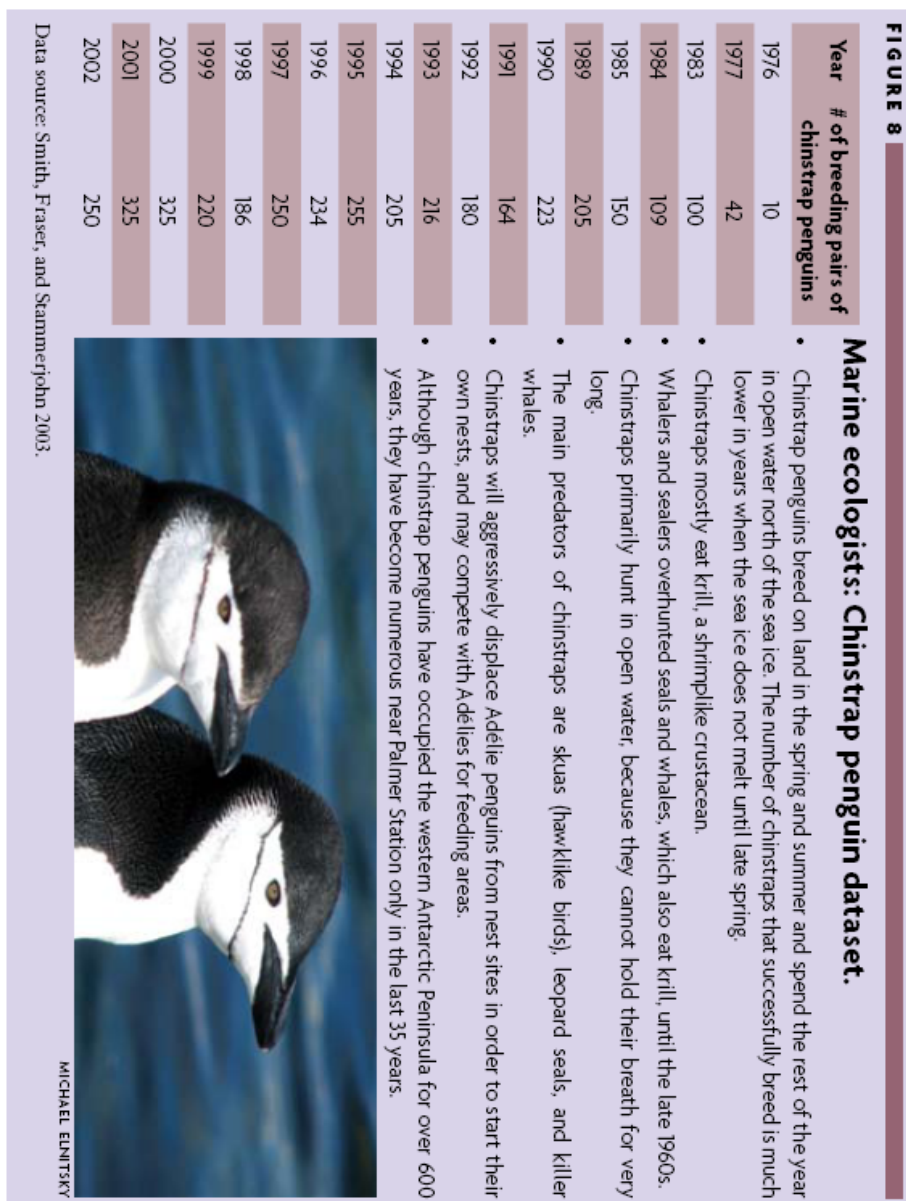 FIGURE 8
Marine ecologists: Chinstrap penguin dataset.
Year # of breeding pairs of
chinstrap penguins
1976 10
1977 42
1983 100
1984 109
1985 150
1989 205
1990 223
1991 164
1992 180
1993 216
1994 205
1995 255
1996 234
1997 250
1998 186
1999 220
2000 325
2001 325
2002 250
• Chinstrap penguins breed on land in the spring and summer and spend the rest of the year
in open water north of the sea ice. The number of chinstraps that successfully breed is much
lower in years when the sea ice does not melt until late spring.
• Chinstraps mostly eat krill, a shrimplike crustacean.
• Whalers and sealers overhunted seals and whales, which also eat krill, until the late 1960s.
• Chinstraps primarily hunt in open water, because they cannot hold their breath for very
long.
• The main predators of chinstraps are skuas (hawklike birds), leopard seals, and killer
whales.
• Chinstraps will aggressively displace Adélie penguins from nest sites in order to start their
own nests, and may compete with Adélies for feeding areas.
• Although chinstrap penguins have occupied the western Antarctic Peninsula for over 600
years, they have become numerous near Palmer Station only in the last 35 years.
MICHAEL ELNITSKY
Data source: Smith, Fraser, and Stammerjohn 2003.